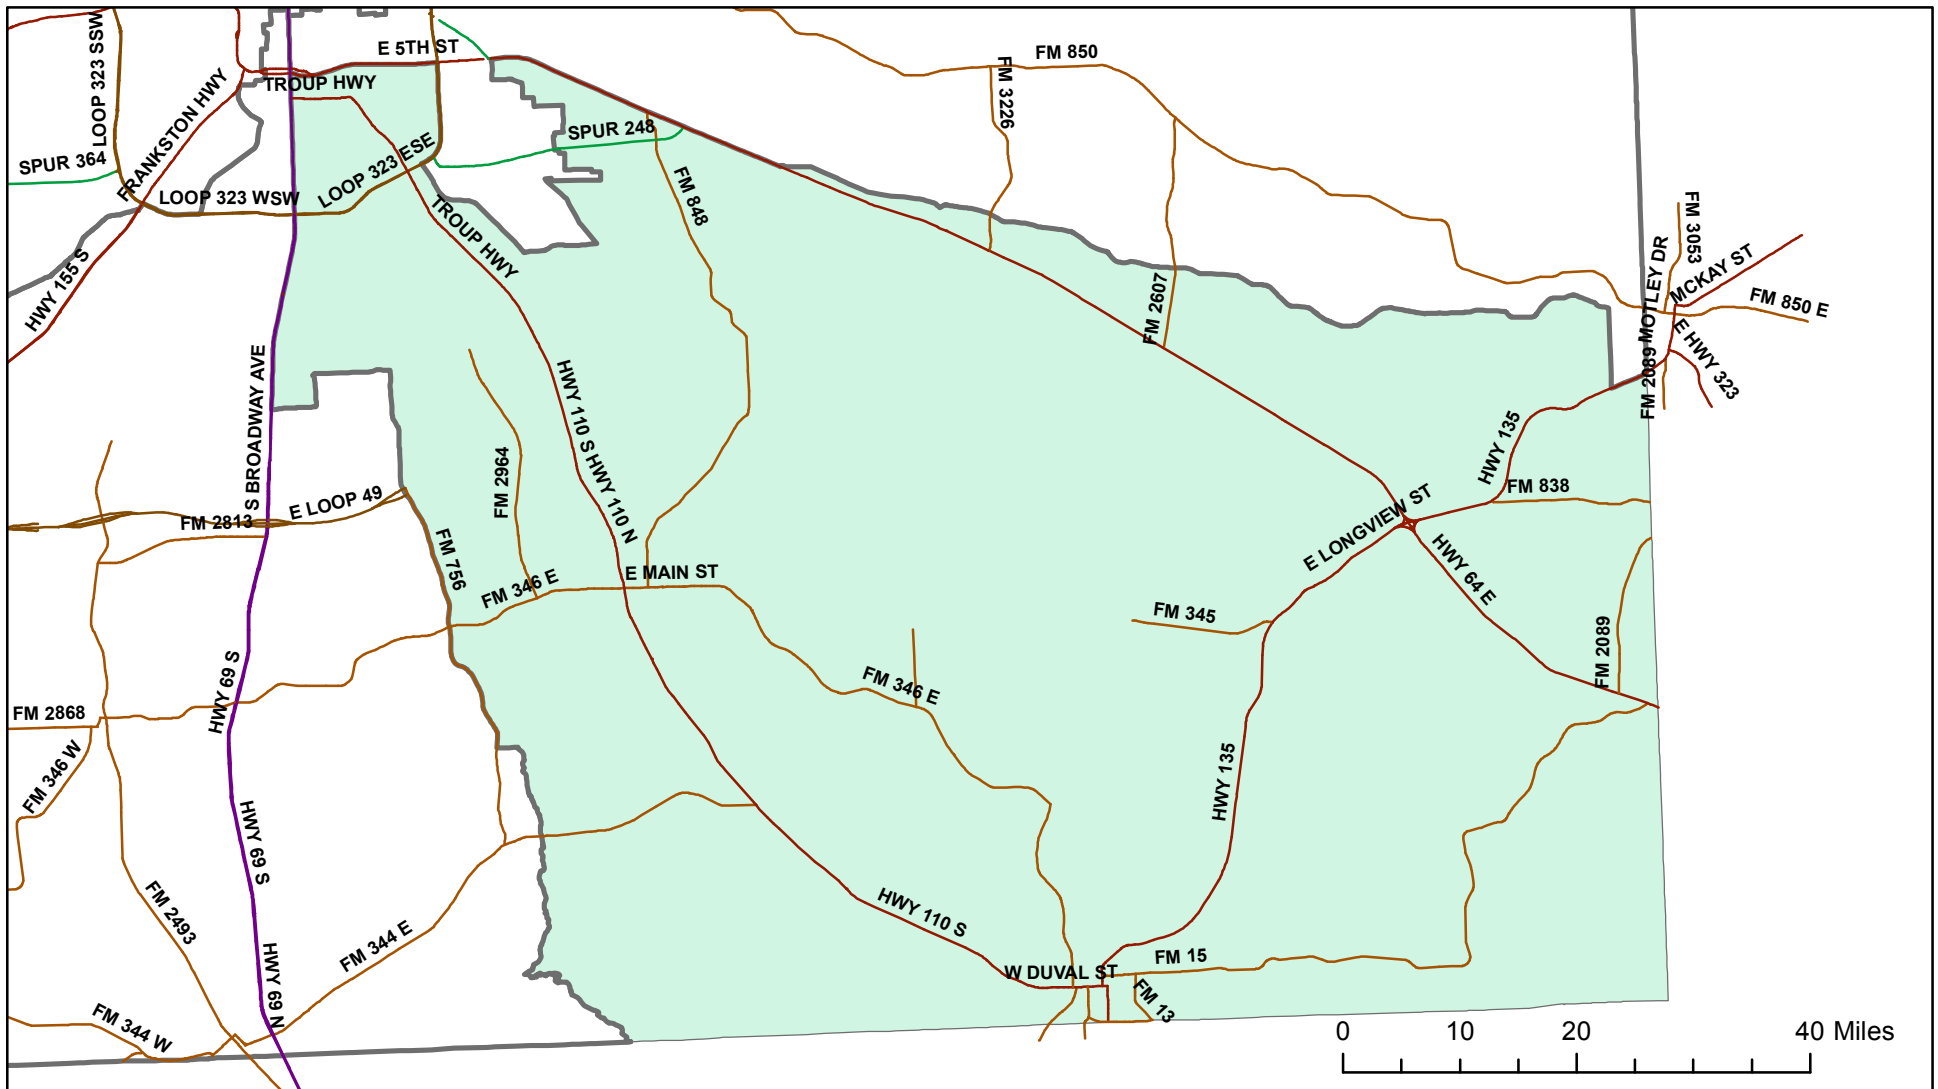 LOOP 323 SSW
E 5TH ST
FM 850
TROUP HWY
FRANKSTON HWY
FM 3226
SPUR 248
SPUR 364
LOOP 323 ESE
LOOP 323 WSW
FM 848
TROUP HWY
FM 3053
MOTLEY DR
MCKAY ST
HWY 155 S
FM 2607
FM 850 E
E HWY 323
FM 2089
S BROADWAY AVE
HWY 110 S
HWY 110 N
HWY 135
FM 2964
FM 838
E LOOP 49
FM 2813
E LONGVIEW ST
FM 756
HWY 64 E
E MAIN ST
FM 346 E
FM 345
FM 2089
HWY 69 S
FM 346 E
FM 2868
FM 346 W
HWY 135
HWY 69 S
FM 2493
HWY 110 S
FM 344 E
FM 15
W DUVAL ST
HWY 69 N
FM 13
FM 344 W
0 10 20 40 Miles